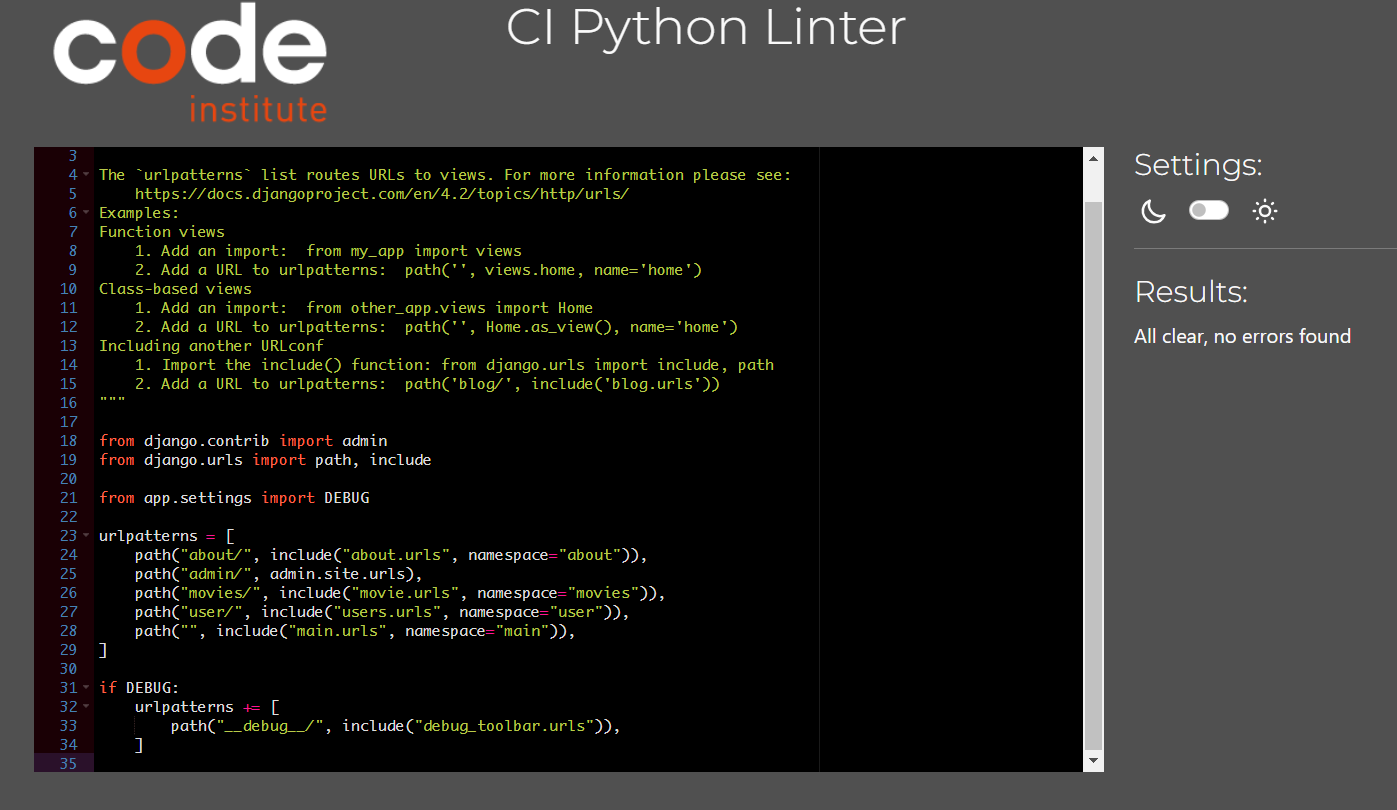 code
institute
CI Python Linter
3
4 The `urlpatterns` list routes URLs to views. For more information please see:
5     https://docs.djangoproject.com/en/4.2/topics/http/urls/
6 Examples:
7 Function views
8     1. Add an import:  from my_app import views
9     2. Add a URL to urlpatterns:  path('', views.home, name='home')
10 Class-based views
11     1. Add an import:  from other_app.views import Home
12     2. Add a URL to urlpatterns:  path('', Home.as_view(), name='home')
13 Including another URLconf
14     1. Import the include() function: from django.urls import include, path
15     2. Add a URL to urlpatterns:  path('blog/', include('blog.urls'))
16 """
17
18 from django.contrib import admin
19 from django.urls import path, include
20
21 from app.settings import DEBUG
22
23 urlpatterns = [
24     path("about/", include("about.urls", namespace="about")),
25     path("admin/", admin.site.urls),
26     path("movies/", include("movie.urls", namespace="movies")),
27     path("user/", include("users.urls", namespace="user")),
28     path("", include("main.urls", namespace="main")),
29 ]
30
31 if DEBUG:
32     urlpatterns += [
33         path("__debug__/", include("debug_toolbar.urls")),
34     ]
35
Settings:
Results:
All clear, no errors found